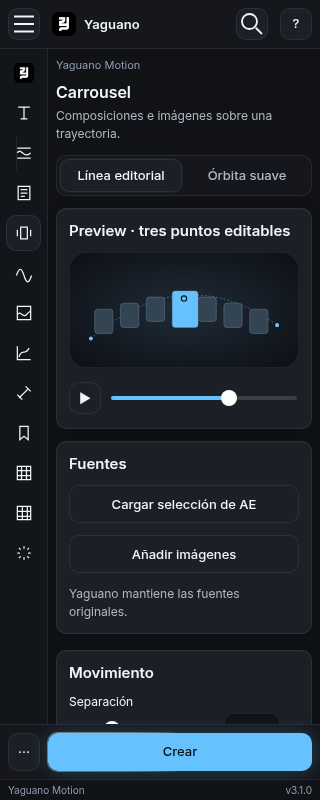 Yaguano
?
Yaguano Motion
Carrousel
Composiciones e imágenes sobre una
trayectoria.
Línea editorial
Órbita suave
Preview · tres puntos editables
Fuentes
Cargar selección de AE
Añadir imágenes
Yaguano mantiene las fuentes
originales.
Movimiento
Separación
...
Crear
Yaguano Motion
v3.1.0